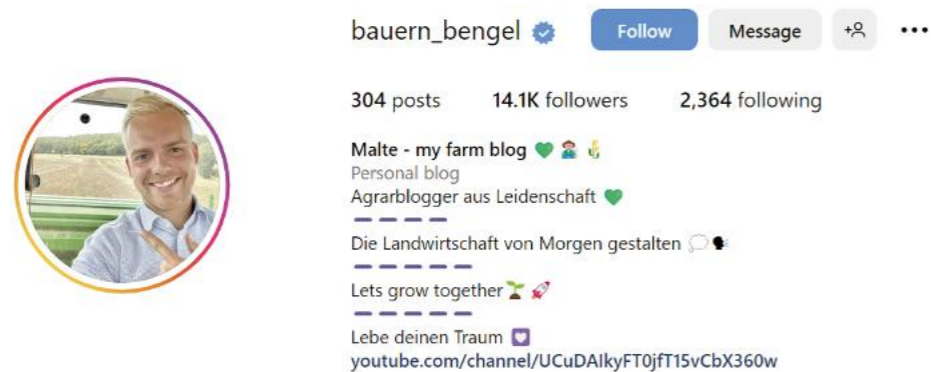 bauern_bengel Follow Message
304 posts 14.1K followers 2,364 following
Malte - my farm blog 💚 🧑‍🌾 🌽
Personal blog
Agrarblogger aus Leidenschaft 💚
Die Landwirtschaft von Morgen gestalten 💭🗣
Lets grow together 🌱 🚀
Lebe deinen Traum 💟
youtube.com/channel/UCuDAIkyFT0jfT15vCbX360w